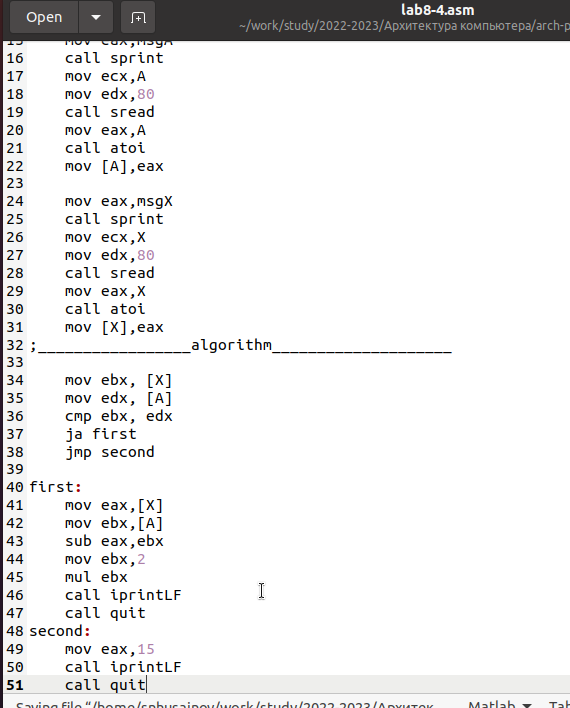 Open
lab8-4.asm
~/work/study/2022-2023/Архитектура компьютера/arch-p
15 mov eax,msgA
16 call sprint
17 mov ecx,A
18 mov edx,80
19 call sread
20 mov eax,A
21 call atoi
22 mov [A],eax
23
24 mov eax,msgX
25 call sprint
26 mov ecx,X
27 mov edx,80
28 call sread
29 mov eax,X
30 call atoi
31 mov [X],eax
32 ;_________________algorithm____________________
33
34 mov ebx, [X]
35 mov edx, [A]
36 cmp ebx, edx
37 ja first
38 jmp second
39
40 first:
41 mov eax,[X]
42 mov ebx,[A]
43 sub eax,ebx
44 mov ebx,2
45 mul ebx
46 call iprintLF
47 call quit
48 second:
49 mov eax,15
50 call iprintLF
51 call quit
Saving file “/home/spbusainov/work/study/2022-2023/Архитек… Matlab Tab